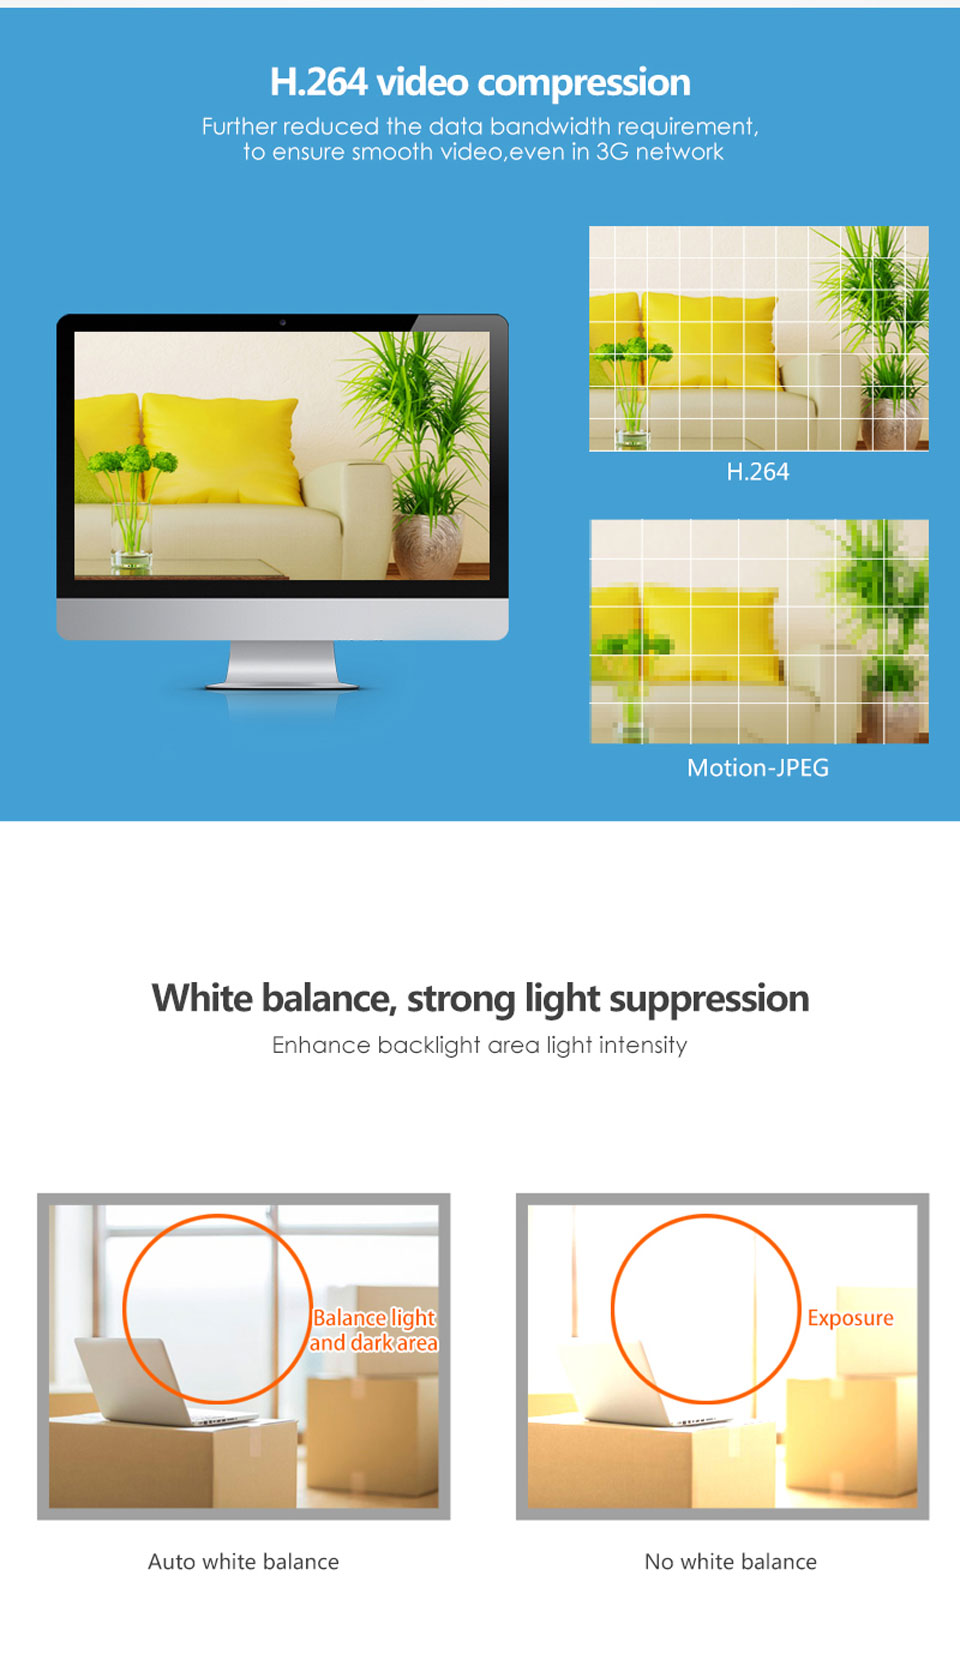 H.264 video compression
Further reduced the data bandwidth requirement,
to ensure smooth video,even in 3G network
H.264
Motion-JPEG
White balance, strong light suppression
Enhance backlight area light intensity
Balance light
and dark area
Exposure
Auto white balance
No white balance